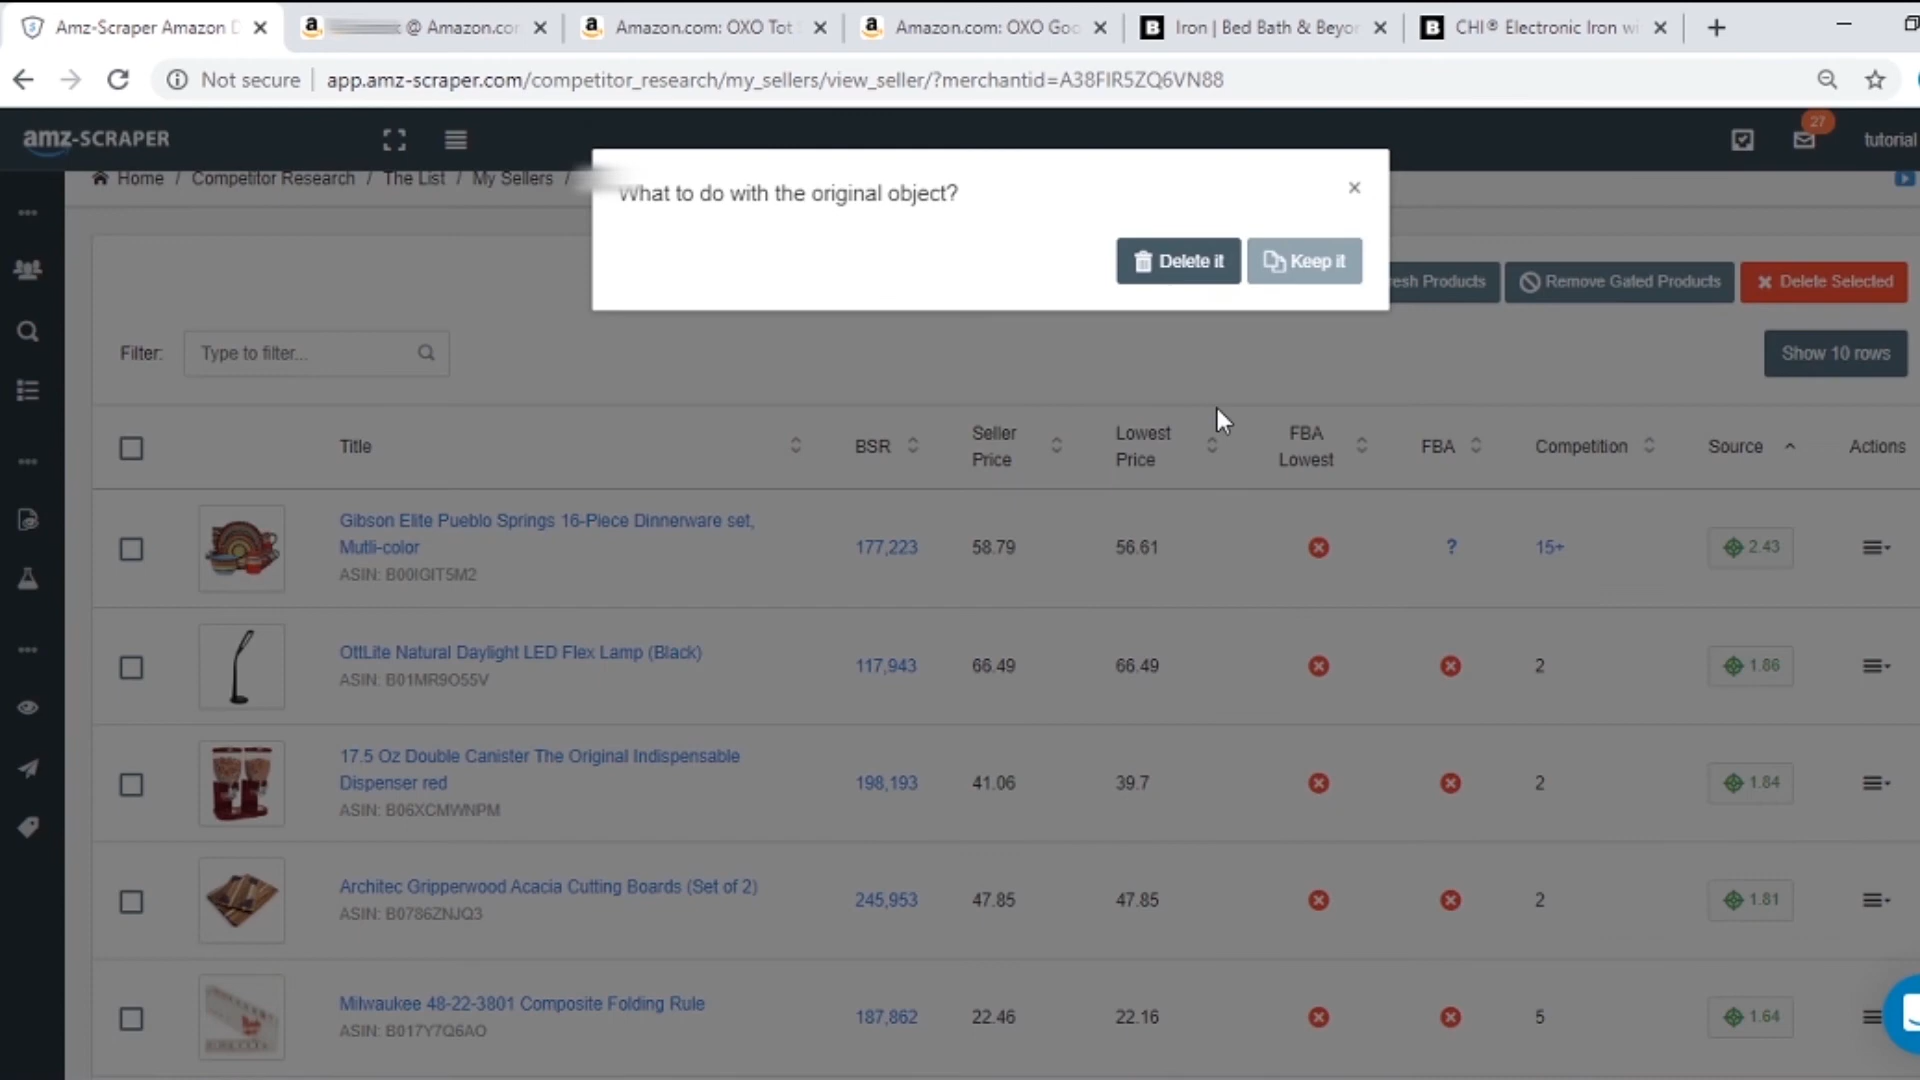 Amz-Scraper Amazon D
@ Amazon.com
Amazon.com: OXO Tot
Amazon.com: OXO Goo
Iron | Bed Bath & Beyon
CHI® Electronic Iron wi
Not secure
app.amz-scraper.com/competitor_research/my_sellers/view_seller/?merchantid=A38FIR5ZQ6VN88
amz-SCRAPER
27
tutorial
Home / Competitor Research / The List / My Sellers /
What to do with the original object?
×
Delete it
Keep it
esh Products
Remove Gated Products
Delete Selected
Filter:
Type to filter...
Show 10 rows
Title
BSR
Seller Price
Lowest Price
FBA Lowest
FBA
Competition
Source
Actions
Gibson Elite Pueblo Springs 16-Piece Dinnerware set,
Mutli-color
ASIN: B00IGIT5M2
177,223
58.79
56.61
?
15+
2.43
OttLite Natural Daylight LED Flex Lamp (Black)
ASIN: B01MR9O55V
117,943
66.49
66.49
2
1.86
17.5 Oz Double Canister The Original Indispensable
Dispenser red
ASIN: B06XCMWNPM
198,193
41.06
39.7
2
1.84
Architec Gripperwood Acacia Cutting Boards (Set of 2)
ASIN: B0786ZNJQ3
245,953
47.85
47.85
2
1.81
Milwaukee 48-22-3801 Composite Folding Rule
ASIN: B017Y7Q6AO
187,862
22.46
22.16
5
1.64